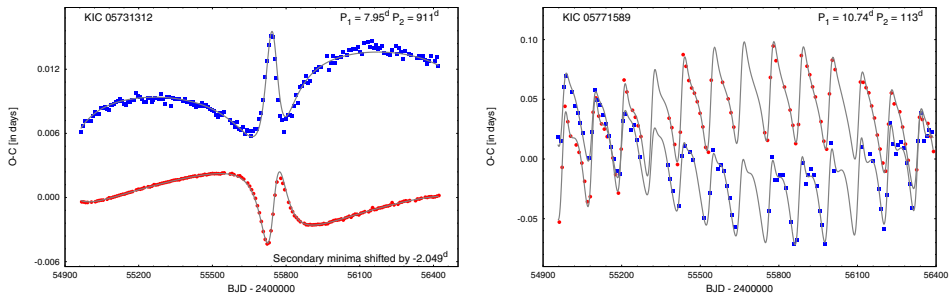 KIC 05731312
P1 = 7.95d P2 = 911d
0.012
0.006
0.000
-0.006
O-C [in days]
Secondary minima shifted by -2.049d
54900 55200 55500 55800 56100 56400
BJD - 2400000
KIC 05771589
P1 = 10.74d P2 = 113d
0.10
0.05
0.00
-0.05
O-C [in days]
54900 55200 55500 55800 56100 56400
BJD - 2400000